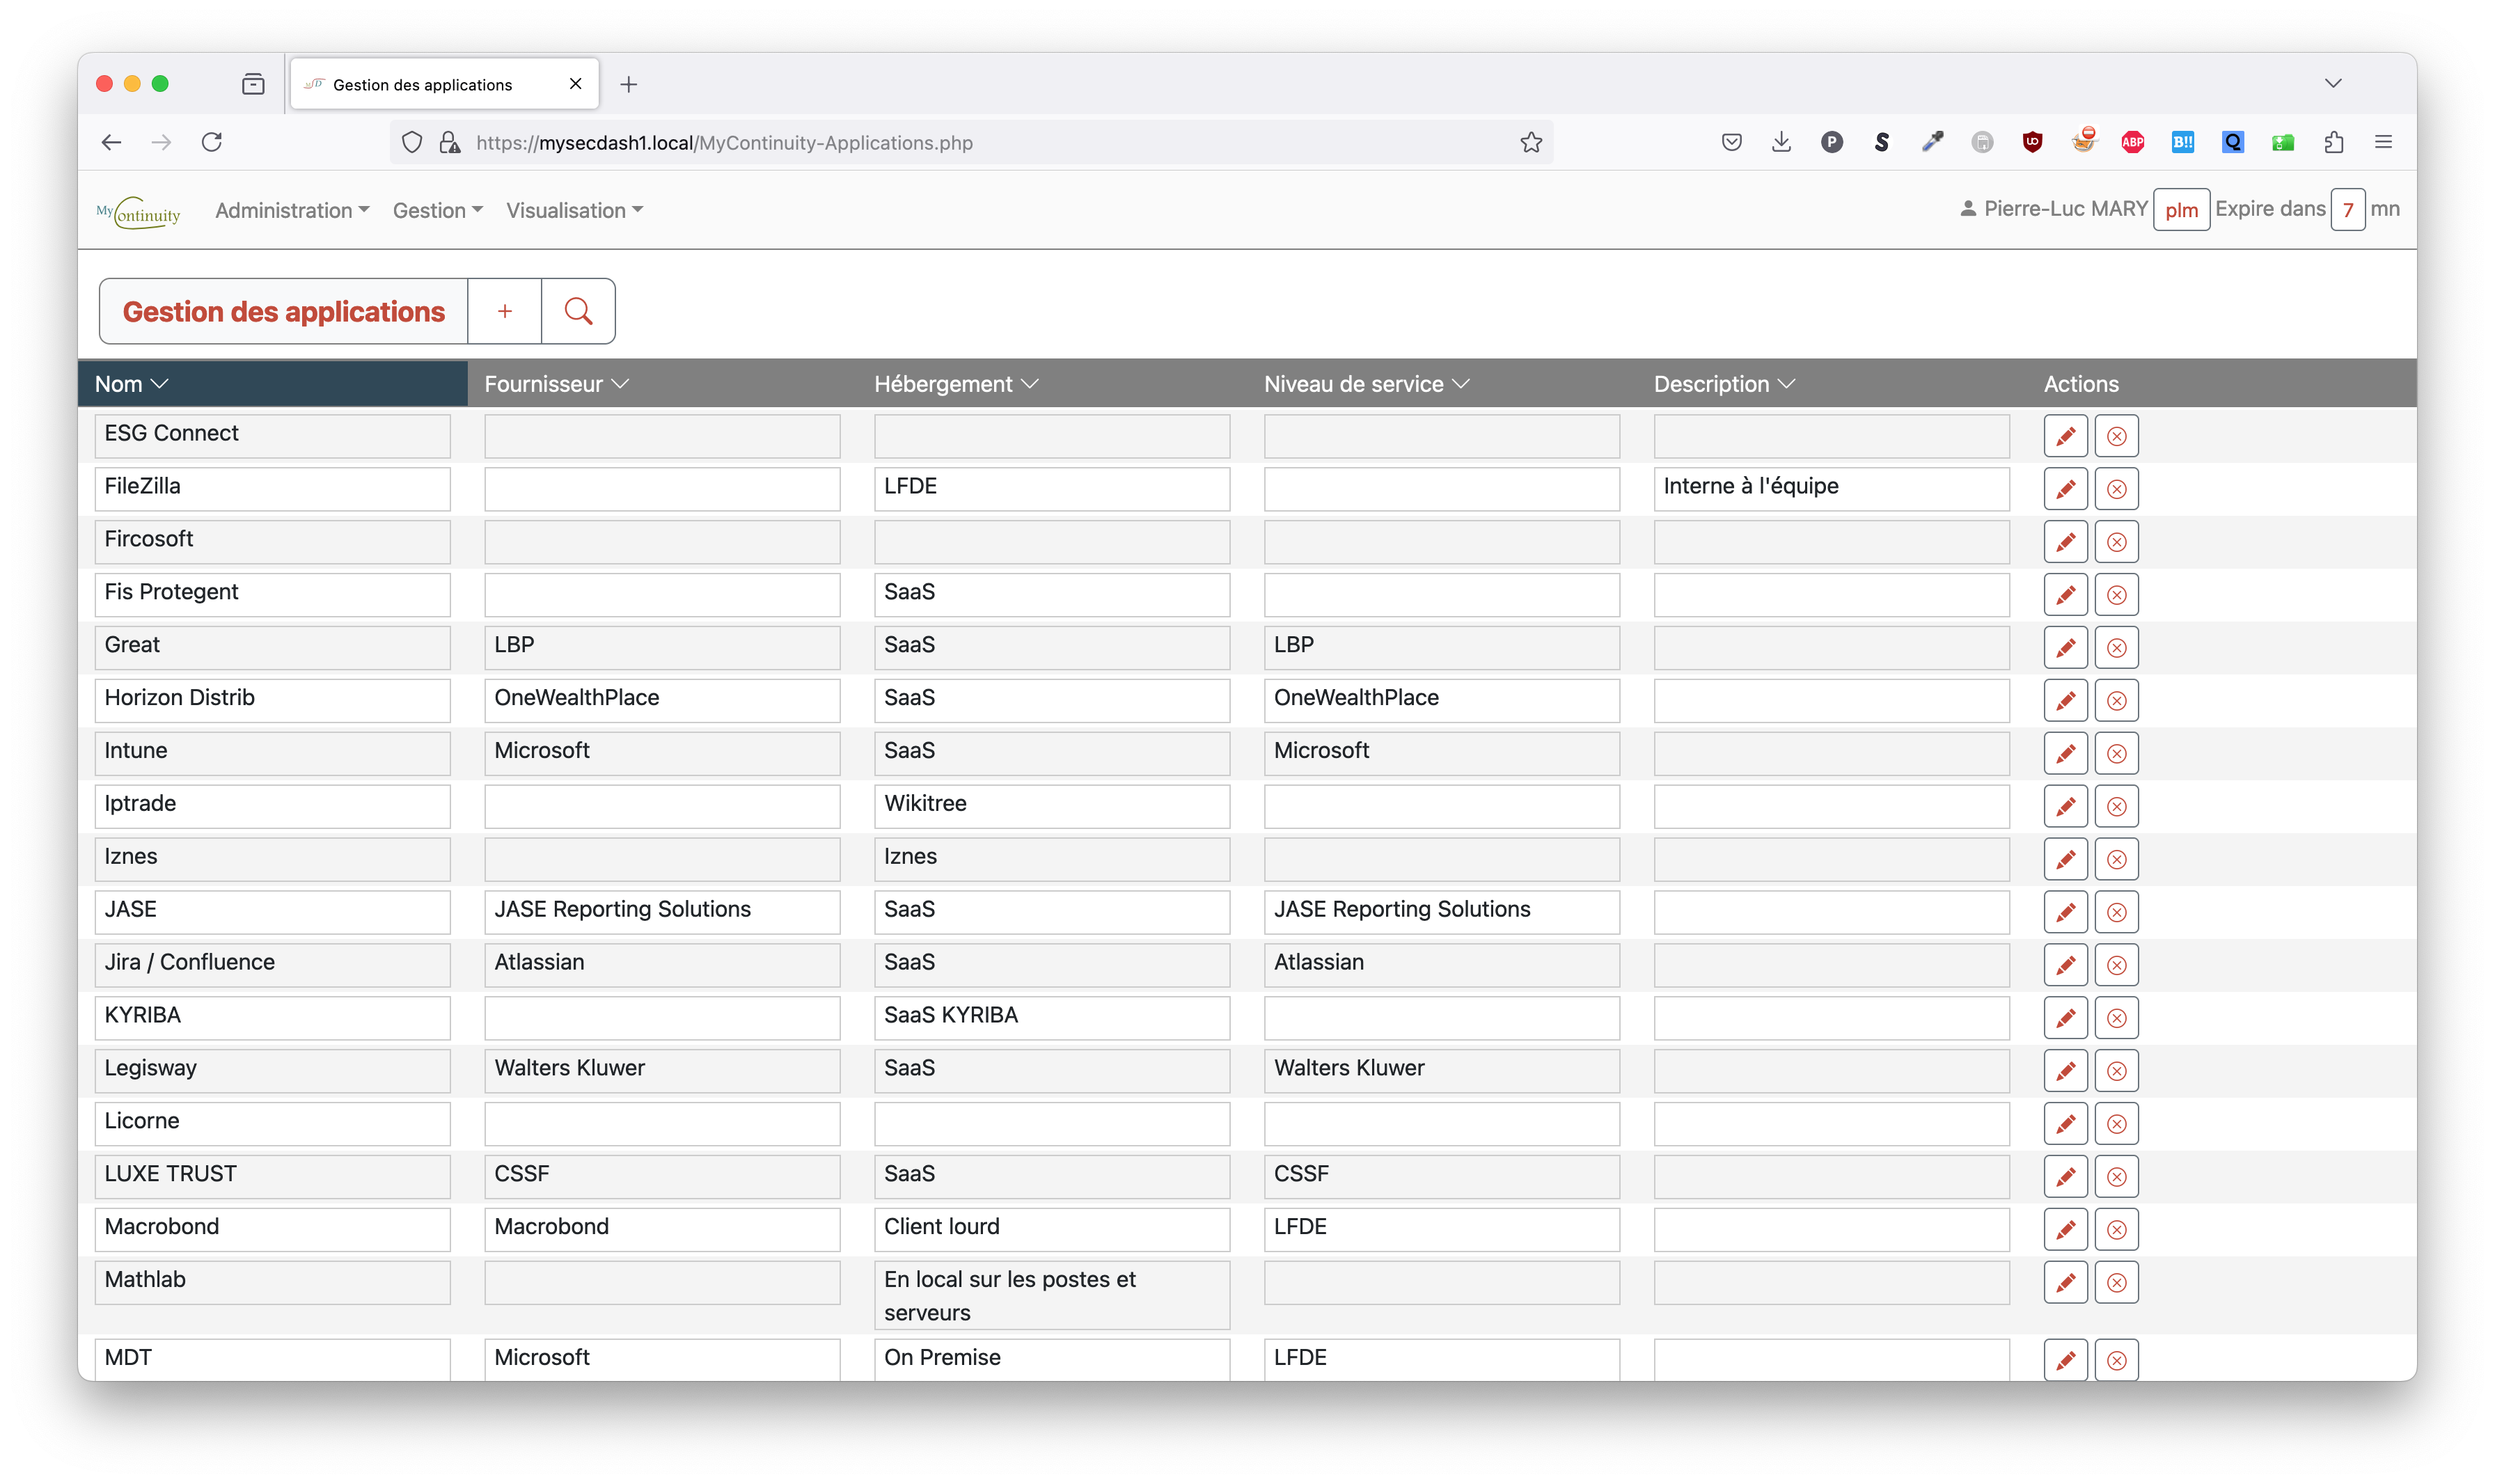 Gestion des applications
https://mysecdash1.local/MyContinuity-Applications.php
My Continuity Administration Gestion Visualisation Pierre-Luc MARY plm Expire dans 7 mn
Gestion des applications +
Nom Fournisseur Hébergement Niveau de service Description Actions
ESG Connect
FileZilla LFDE Interne à l'équipe
Fircosoft
Fis Protegent SaaS
Great LBP SaaS LBP
Horizon Distrib OneWealthPlace SaaS OneWealthPlace
Intune Microsoft SaaS Microsoft
Iptrade Wikitree
Iznes Iznes
JASE JASE Reporting Solutions SaaS JASE Reporting Solutions
Jira / Confluence Atlassian SaaS Atlassian
KYRIBA SaaS KYRIBA
Legisway Walters Kluwer SaaS Walters Kluwer
Licorne
LUXE TRUST CSSF SaaS CSSF
Macrobond Macrobond Client lourd LFDE
Mathlab En local sur les postes et
serveurs
MDT Microsoft On Premise LFDE